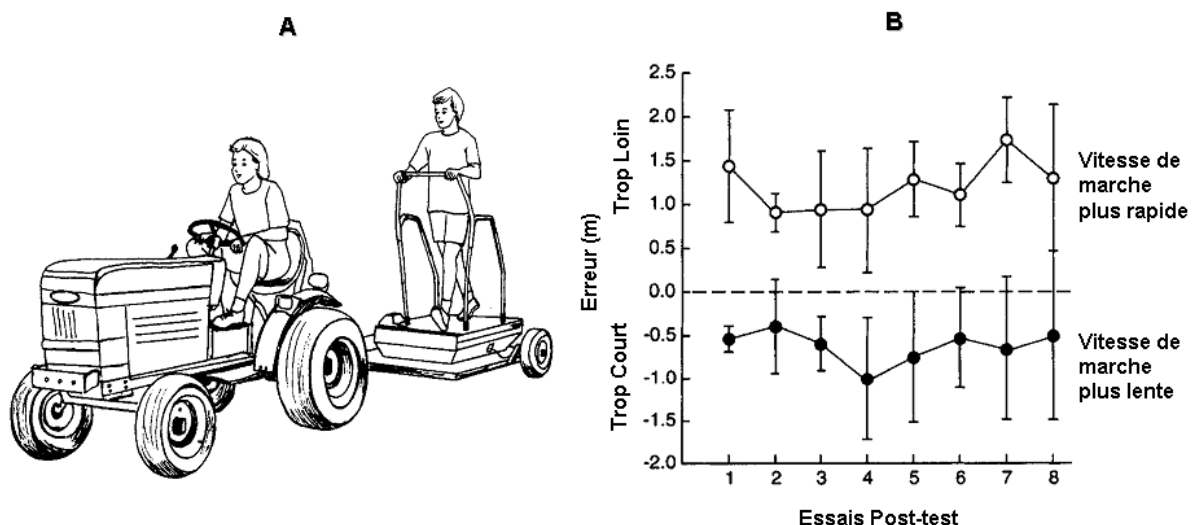 A
B
2.5
2.0
1.5
1.0
0.5
0.0
-0.5
-1.0
-1.5
-2.0
Trop Loin
Erreur (m)
Trop Court
Vitesse de
marche
plus rapide
Vitesse de
marche
plus lente
1 2 3 4 5 6 7 8
Essais Post-test